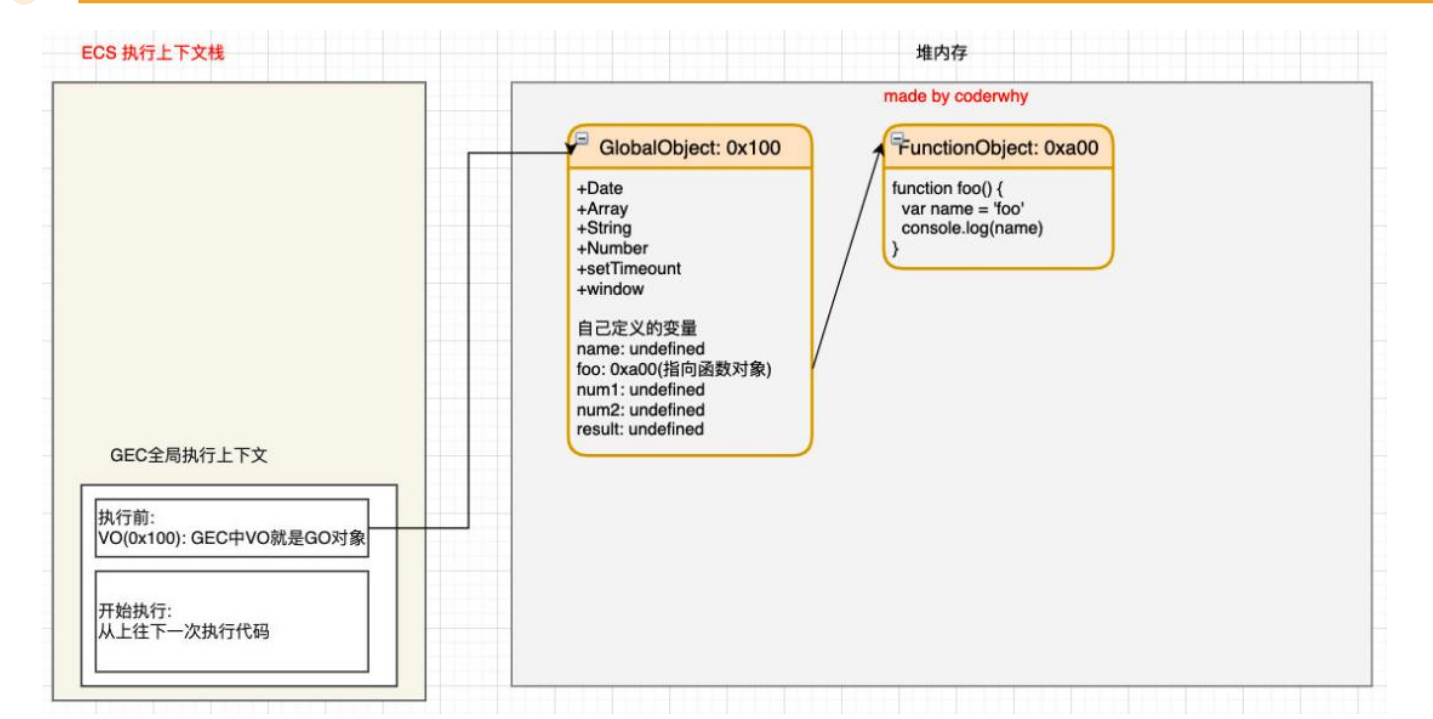 ECS 执行上下文栈
堆内存
made by coderwhy
GlobalObject: 0x100
+Date
+Array
+String
+Number
+setTimeount
+window
自己定义的变量
name: undefined
foo: 0xa00(指向函数对象)
num1: undefined
num2: undefined
result: undefined
FunctionObject: 0xa00
function foo() {
var name = 'foo'
console.log(name)
}
GEC全局执行上下文
执行前:
VO(0x100): GEC中VO就是GO对象
开始执行:
从上往下一次执行代码